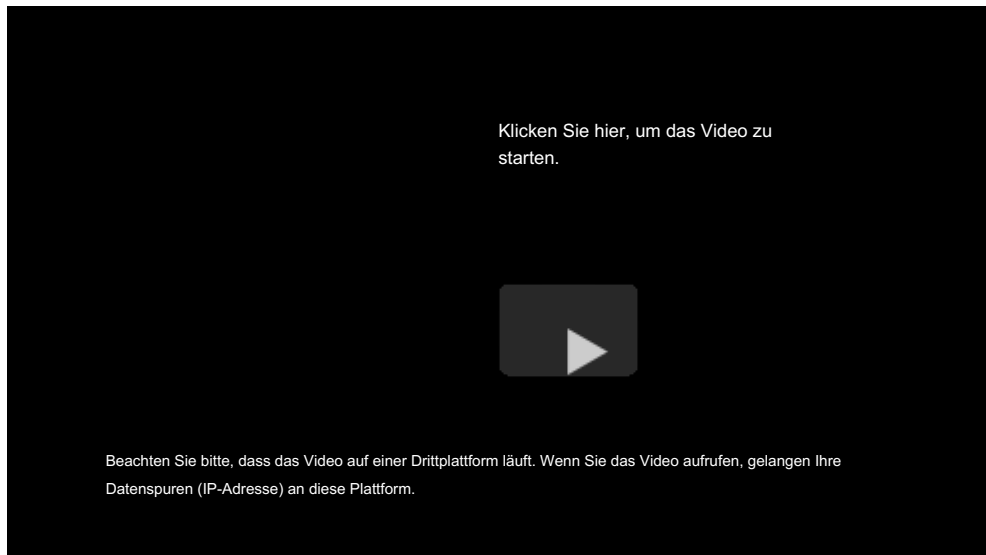 Klicken Sie hier, um das Video zu
starten.
Beachten Sie bitte, dass das Video auf einer Drittplattform läuft. Wenn Sie das Video aufrufen, gelangen Ihre
Datenspuren (IP-Adresse) an diese Plattform.